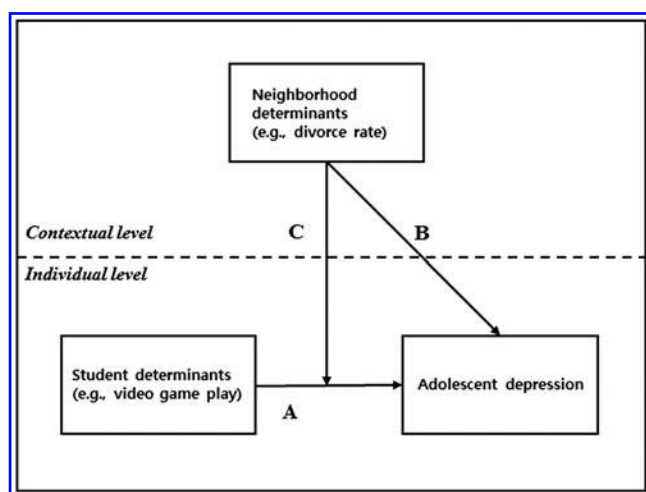 Neighborhood
determinants
(e.g., divorce rate)
C
B
Contextual level
Individual level
Student determinants
(e.g., video game play)
Adolescent depression
A